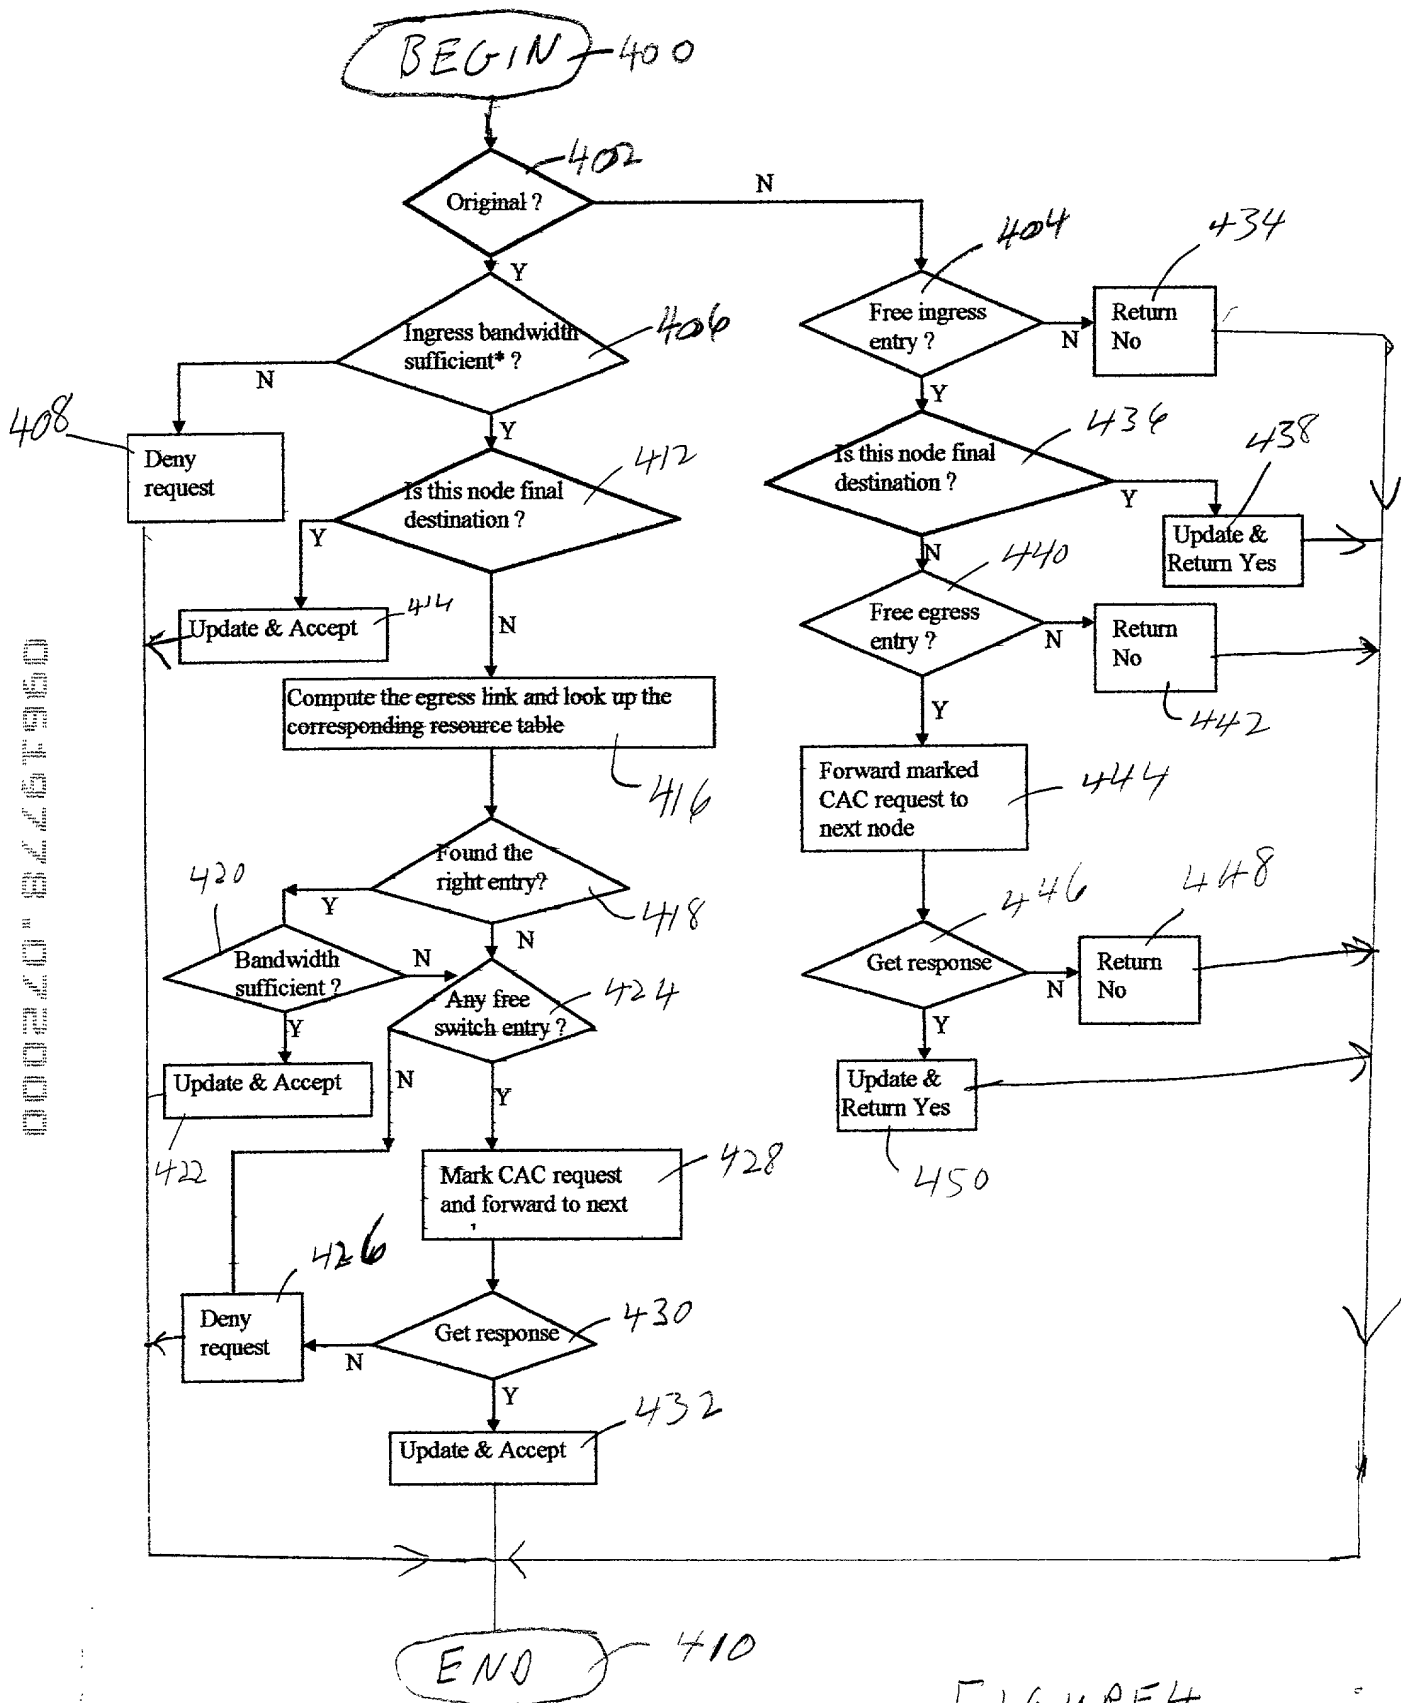 BEGIN 400
402
Original ?
N
Y
404
434
Free ingress
entry ?
N
Return
No
Ingress bandwidth
sufficient* ?
406
N
Y
Y
408
Deny
request
412
Is this node final
destination ?
Y
N
436
Is this node final
destination ?
Y
N
438
Update &
Return Yes
414
Update & Accept
440
Free egress
entry ?
N
Y
Return
No
442
Compute the egress link and look up the
corresponding resource table
416
Forward marked
CAC request to
next node
444
Found the
right entry?
418
Y
N
420
Bandwidth
sufficient ?
N
Y
Any free
switch entry ?
424
N
Y
446
Get response
N
Y
448
Return
No
Update & Accept
422
Update &
Return Yes
450
Mark CAC request
and forward to next
428
426
Deny
request
Get response
430
N
Y
432
Update & Accept
END 410
FIGURE 4
09619778.072000